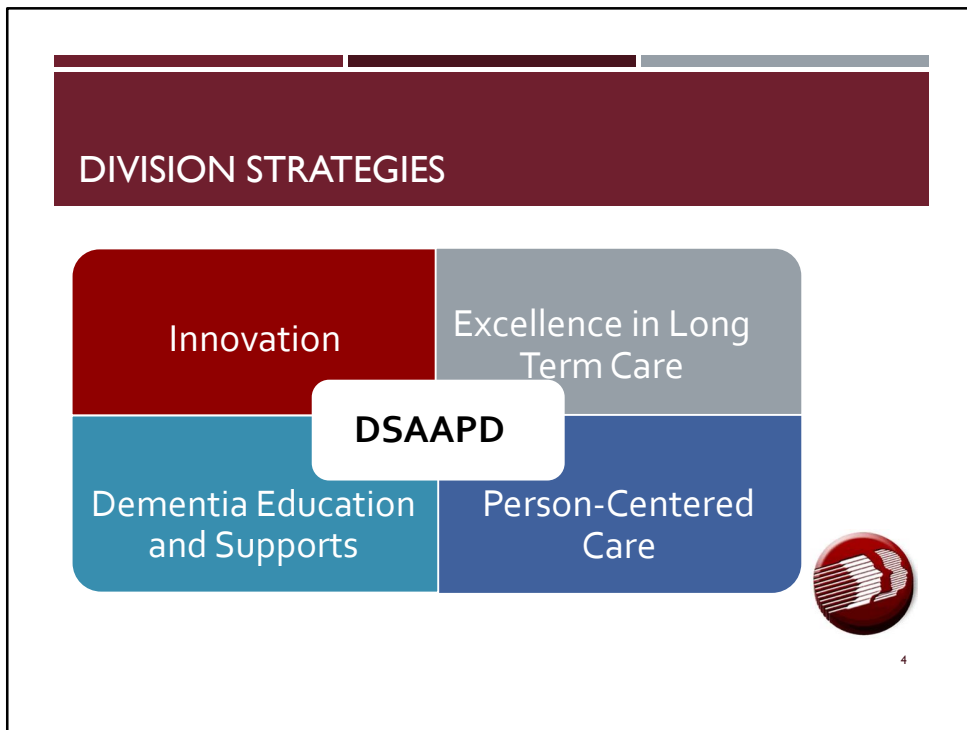 DIVISION STRATEGIES
Innovation
Excellence in Long
Term Care
DSAAPD
Dementia Education
and Supports
Person-Centered
Care
4